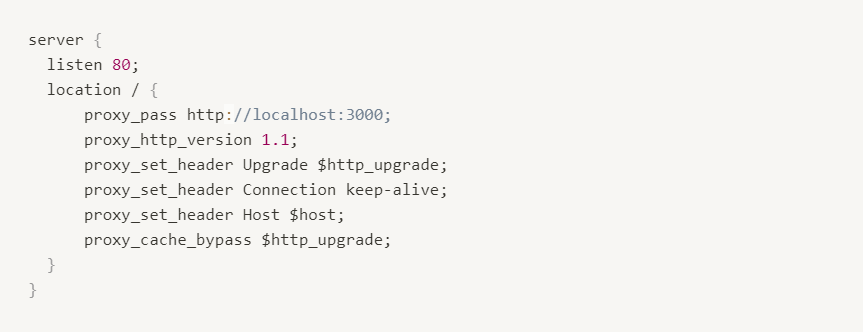 server {
  listen 80;
  location / {
      proxy_pass http://localhost:3000;
      proxy_http_version 1.1;
      proxy_set_header Upgrade $http_upgrade;
      proxy_set_header Connection keep-alive;
      proxy_set_header Host $host;
      proxy_cache_bypass $http_upgrade;
  }
}